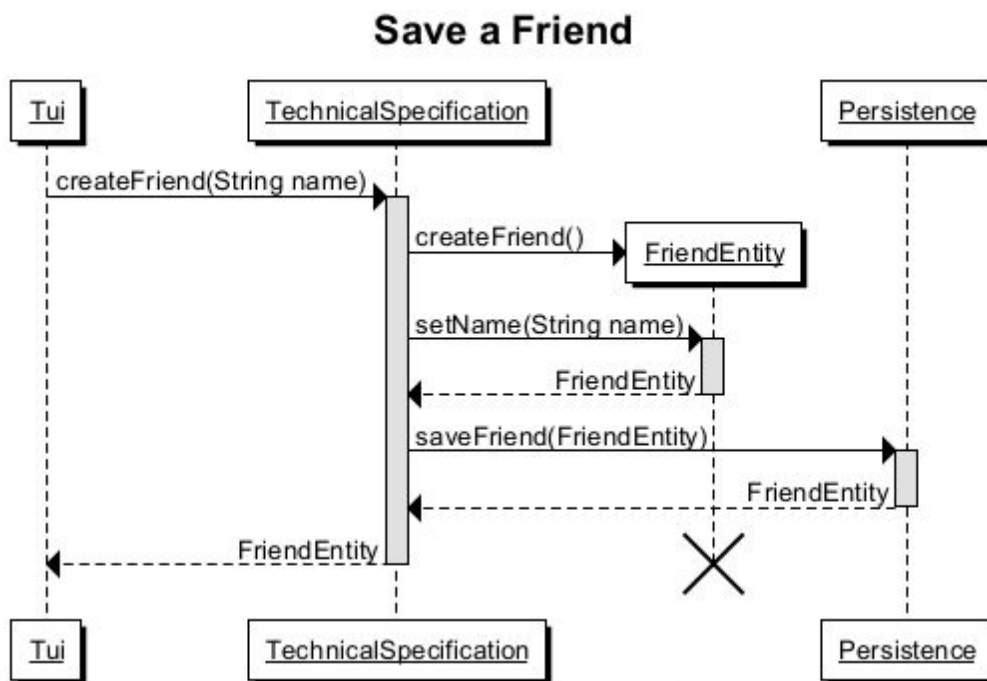 Save a Friend
Tui
TechnicalSpecification
Persistence
createFriend(String name)
createFriend()
FriendEntity
setName(String name)
FriendEntity
saveFriend(FriendEntity)
FriendEntity
FriendEntity
Tui
TechnicalSpecification
Persistence